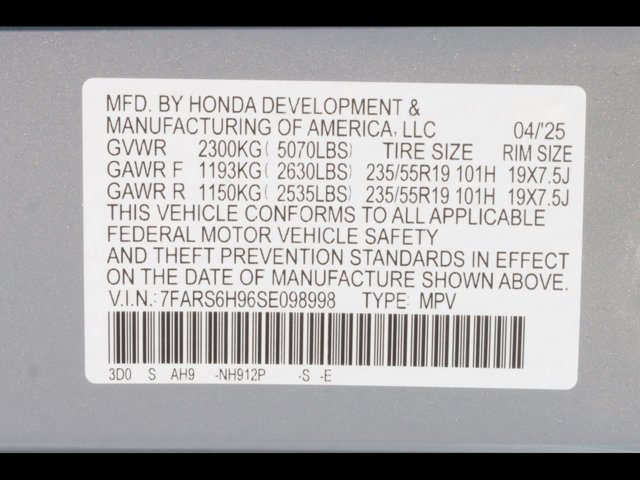 MFD. BY HONDA DEVELOPMENT &
MANUFACTURING OF AMERICA, LLC 04/'25
GVWR 2300KG( 5070LBS) TIRE SIZE RIM SIZE
GAWR F 1193KG( 2630LBS) 235/55R19 101H 19X7.5J
GAWR R 1150KG( 2535LBS) 235/55R19 101H 19X7.5J
THIS VEHICLE CONFORMS TO ALL APPLICABLE
FEDERAL MOTOR VEHICLE SAFETY
AND THEFT PREVENTION STANDARDS IN EFFECT
ON THE DATE OF MANUFACTURE SHOWN ABOVE.
V.I.N.:7FARS6H96SE098998 TYPE: MPV
3D0 S AH9 -NH912P -S -E